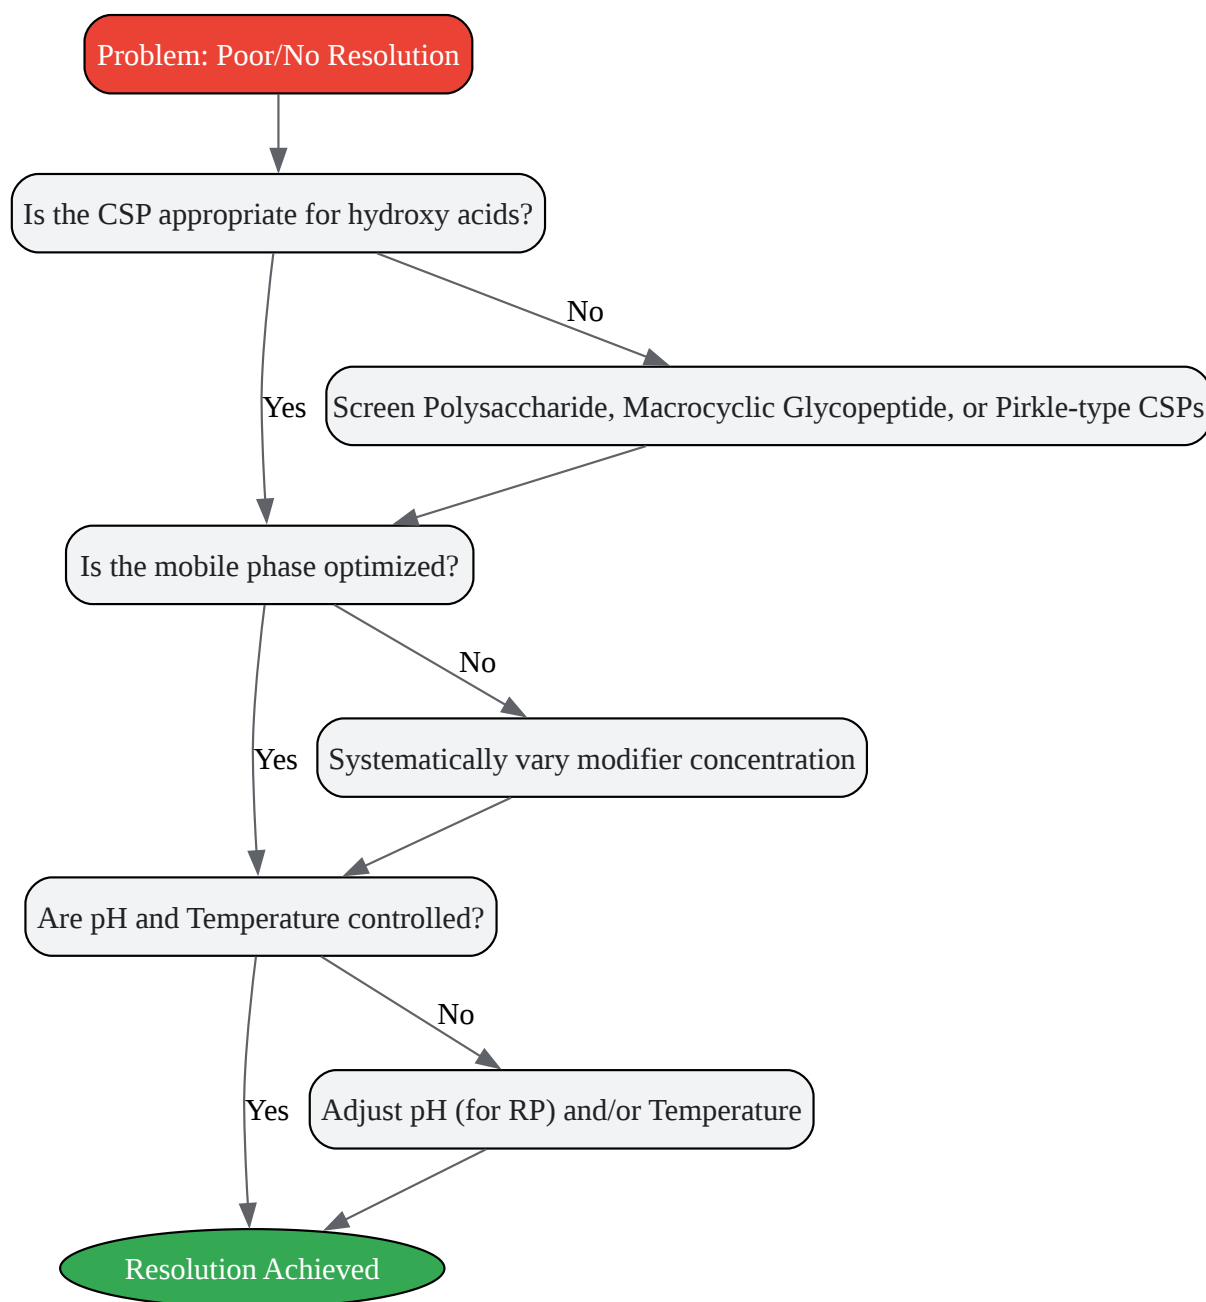 Problem: Poor/No Resolution
Is the CSP appropriate for hydroxy acids?
No
Yes
Screen Polysaccharide, Macrocyclic Glycopeptide, or Pirkle-type CSPs
Is the mobile phase optimized?
No
Yes
Systematically vary modifier concentration
Are pH and Temperature controlled?
No
Yes
Adjust pH (for RP) and/or Temperature
Resolution Achieved